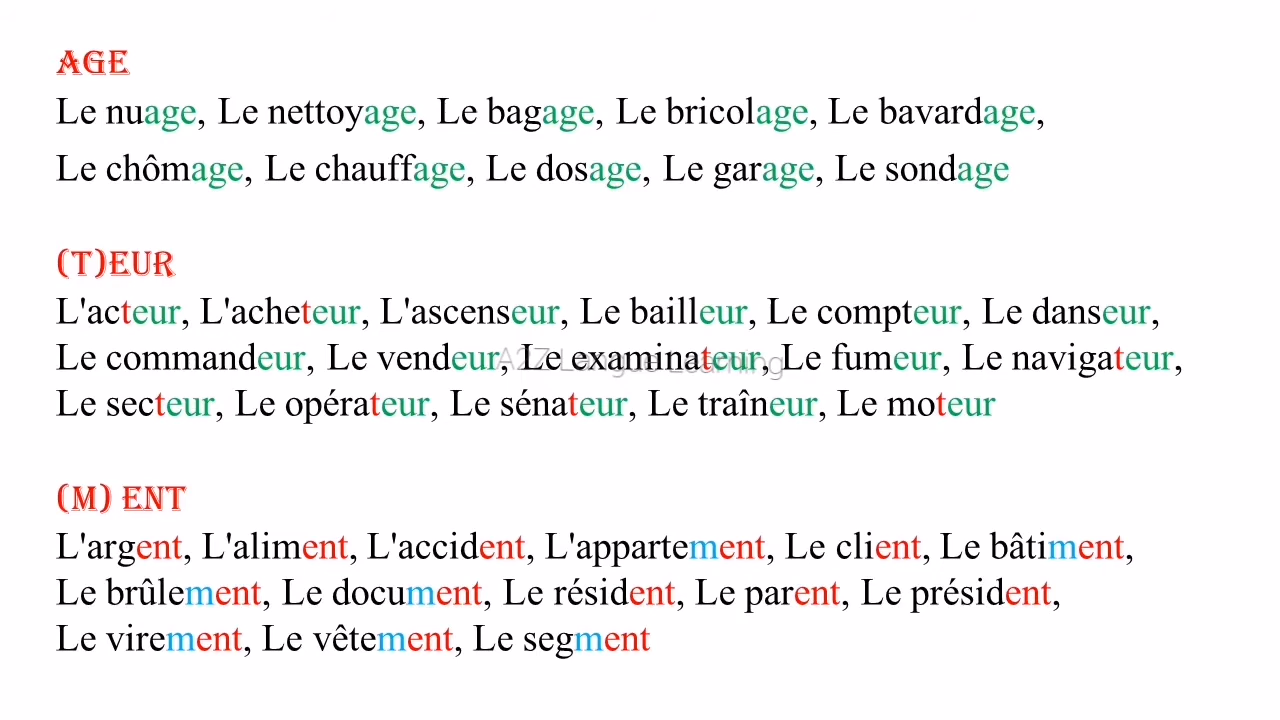 AGE
Le nuage, Le nettoyage, Le bagage, Le bricolage, Le bavardage,
Le chômage, Le chauffage, Le dosage, Le garage, Le sondage
(T)EUR
L'acteur, L'acheteur, L'ascenseur, Le bailleur, Le compteur, Le danseur,
Le commandeur, Le vendeur, Le examinateur, Le fumeur, Le navigateur,
A2Z Langue Learning
Le secteur, Le opérateur, Le sénateur, Le traîneur, Le moteur
(M) ENT
L'argent, L'aliment, L'accident, L'appartement, Le client, Le bâtiment,
Le brûlement, Le document, Le résident, Le parent, Le président,
Le virement, Le vêtement, Le segment